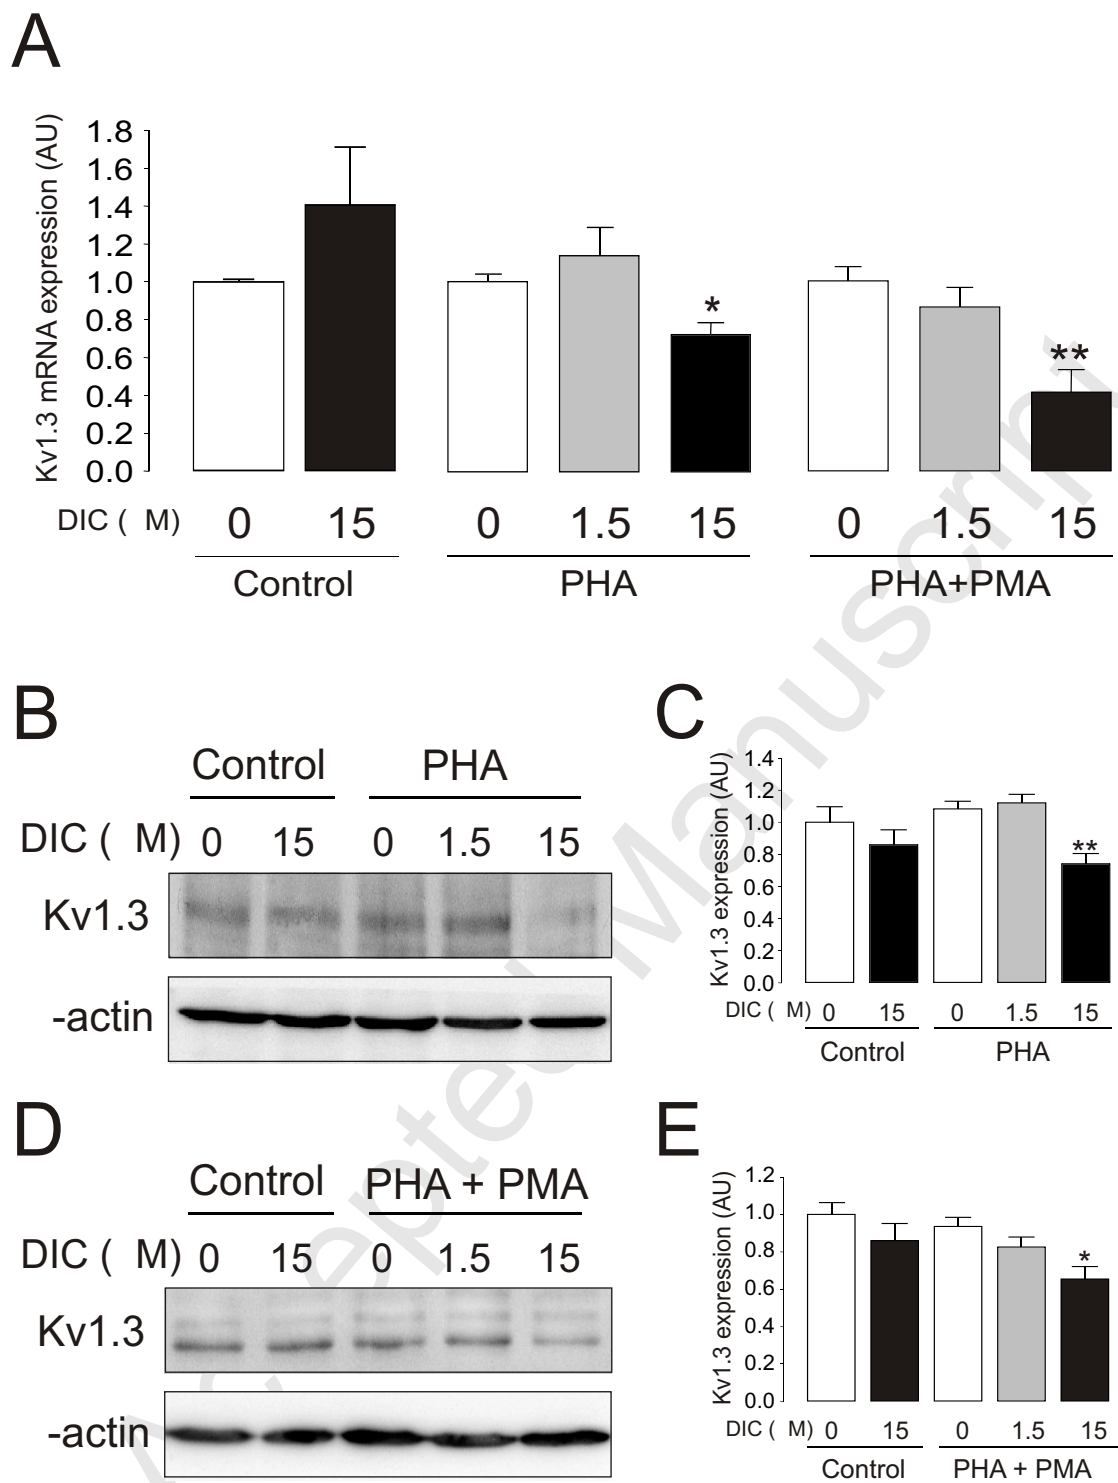 A
Kv1.3 mRNA expression (AU)
1.8
1.6
1.4
1.2
1.0
0.8
0.6
0.4
0.2
0.0
*
**
DIC ( M) 0 15 0 1.5 15 0 1.5 15
Control PHA PHA+PMA
B
Control PHA
DIC ( M) 0 15 0 1.5 15
Kv1.3
-actin
C
Kv1.3 expression (AU)
1.4
1.2
1.0
0.8
0.6
0.4
0.2
0.0
**
DIC ( M) 0 15 0 1.5 15
Control PHA
D
Control PHA + PMA
DIC ( M) 0 15 0 1.5 15
Kv1.3
-actin
E
Kv1.3 expression (AU)
1.2
1.0
0.8
0.6
0.4
0.2
0.0
*
DIC ( M) 0 15 0 1.5 15
Control PHA + PMA
Accepted Manuscript